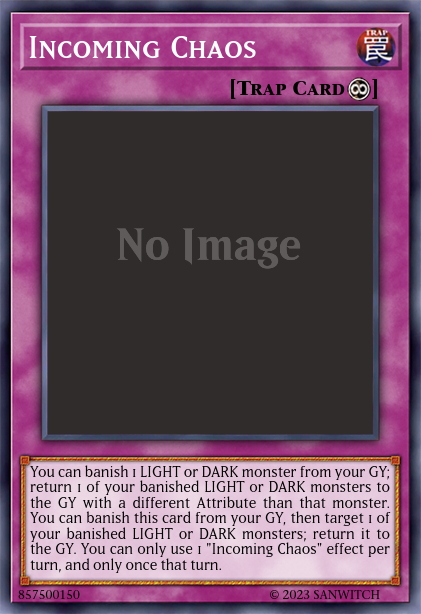 Incoming Chaos
TRAP
罠
[Trap Card]
No Image
You can banish 1 LIGHT or DARK monster from your GY;
return 1 of your banished LIGHT or DARK monsters to
the GY with a different Attribute than that monster.
You can banish this card from your GY, then target 1 of
your banished LIGHT or DARK monsters; return it to
the GY. You can only use 1 "Incoming Chaos" effect per
turn, and only once that turn.
857500150
© 2023 SANWITCH